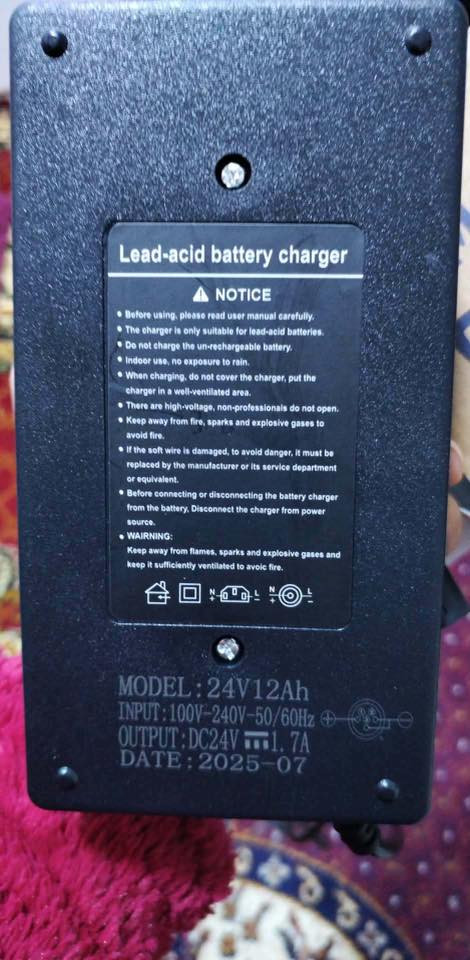 Lead-acid battery charger
NOTICE
• Before using, please read user manual carefully.
• The charger is only suitable for lead-acid batteries.
• Do not charge the un-rechargeable battery.
• Indoor use, no exposure to rain.
• When charging, do not cover the charger, put the
charger in a well-ventilated area.
• There are high-voltage, non-professionals do not open.
• Keep away from fire, sparks and explosive gases to
avoid fire.
• If the soft wire is damaged, to avoid danger, it must be
replaced by the manufacturer or its service department
or equivalent.
• Before connecting or disconnecting the battery charger
from the battery, Disconnect the charger from power
source.
• WAIRNING:
Keep away from flames, sparks and explosive gases and
keep it sufficiently ventilated to avoic fire.
N + L − N + L −
MODEL:24V12Ah
INPUT:100V-240V-50/60Hz
OUTPUT:DC24V 1.7A
DATE:2025-07